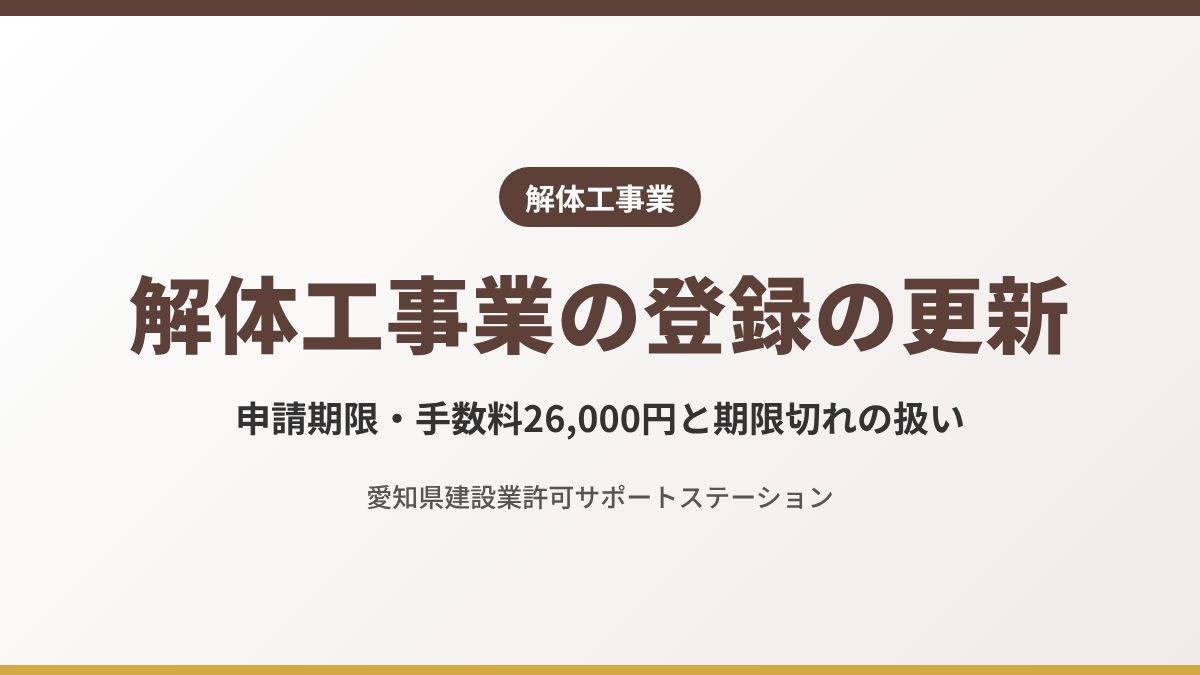 解体工事業
解体工事業の登録の更新
申請期限・手数料26,000円と期限切れの扱い
愛知県建設業許可サポートステーション